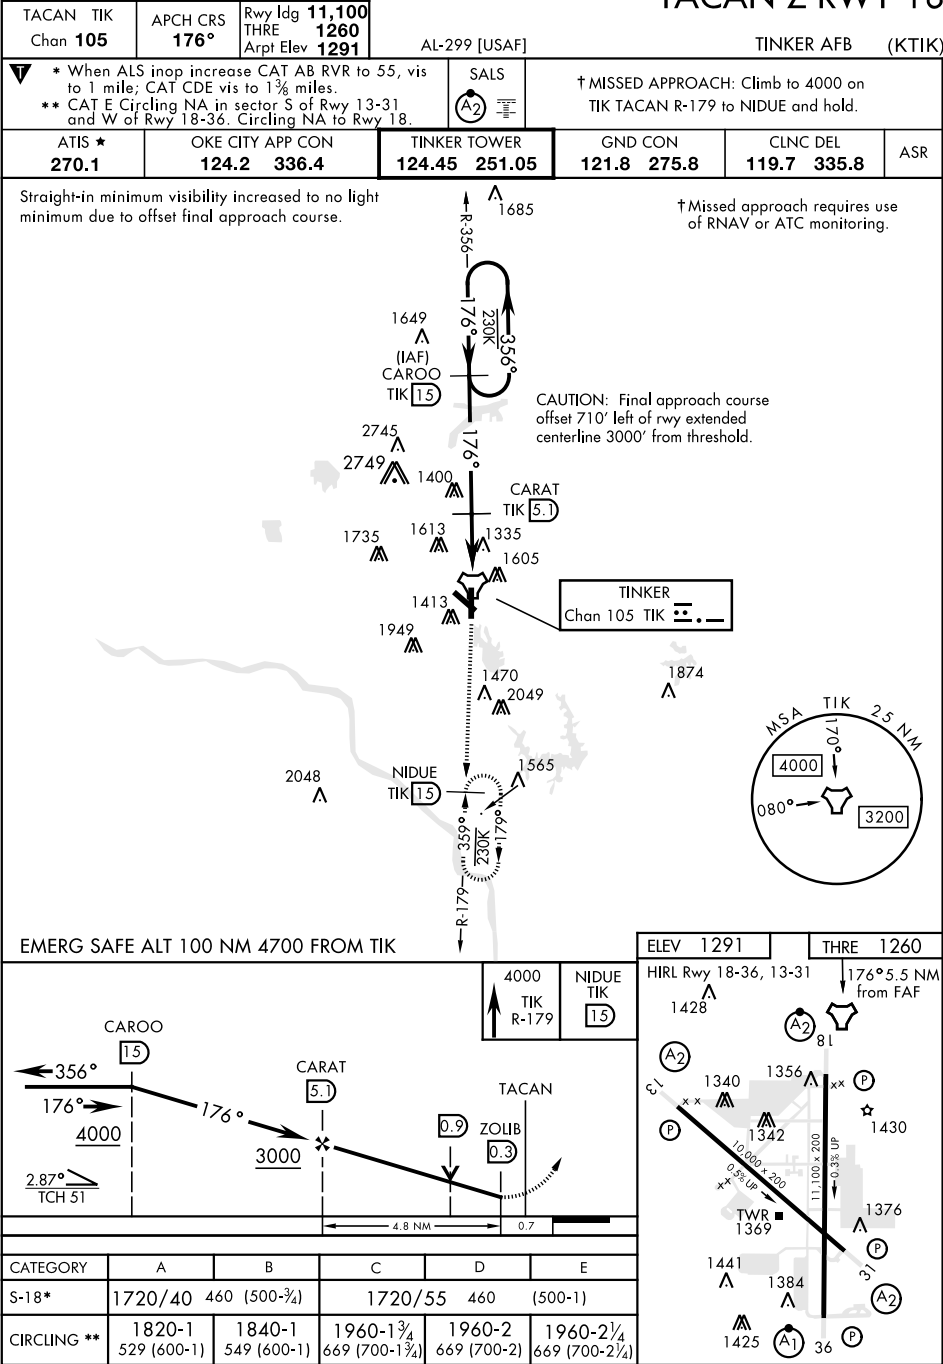 TACAN Z RWY 18
TACAN TIK
Chan 105
APCH CRS
176°
Rwy ldg 11,100
THRE 1260
Arpt Elev 1291
AL-299 [USAF]
TINKER AFB (KTIK)
T
* When ALS inop increase CAT AB RVR to 55, vis
to 1 mile; CAT CDE vis to 1⅜ miles.
** CAT E Circling NA in sector S of Rwy 13-31
and W of Rwy 18-36. Circling NA to Rwy 18.
SALS
A2
† MISSED APPROACH: Climb to 4000 on
TIK TACAN R-179 to NIDUE and hold.
ATIS ★
270.1
OKE CITY APP CON
124.2 336.4
TINKER TOWER
124.45 251.05
GND CON
121.8 275.8
CLNC DEL
119.7 335.8
ASR
Straight-in minimum visibility increased to no light
minimum due to offset final approach course.
† Missed approach requires use
of RNAV or ATC monitoring.
1685
R-356
176°
230K
356°
1649
(IAF)
CAROO
TIK 15
CAUTION: Final approach course
offset 710' left of rwy extended
centerline 3000' from threshold.
176°
2745
2749
1400
CARAT
TIK 5.1
1735
1613
1335
1605
TINKER
Chan 105 TIK
1413
1949
1470
2049
1874
MSA TIK 25 NM
170°
4000
080°
3200
2048
NIDUE
TIK 15
1565
359°
230K
179°
R-179
EMERG SAFE ALT 100 NM 4700 FROM TIK
4000
TIK
R-179
NIDUE
TIK
15
CAROO
15
356°
176°
4000
176°
CARAT
5.1
3000
TACAN
0.9
ZOLIB
0.3
2.87°
TCH 51
4.8 NM
0.7
ELEV 1291
THRE 1260
HIRL Rwy 18-36, 13-31
176° 5.5 NM
from FAF
1428
A2
18
A2
13
1340
1356
P
P
1342
1430
10,000 x 200
0.5% UP
11,100 x 200
0.3% UP
TWR
1369
1376
P
31
1441
1384
A2
1425
A1
36
P
CATEGORY A B C D E
S-18* 1720/40 460 (500-¾) 1720/55 460 (500-1)
CIRCLING ** 1820-1 1840-1 1960-1¾ 1960-2 1960-2¼
529 (600-1) 549 (600-1) 669 (700-1¾) 669 (700-2) 669 (700-2¼)